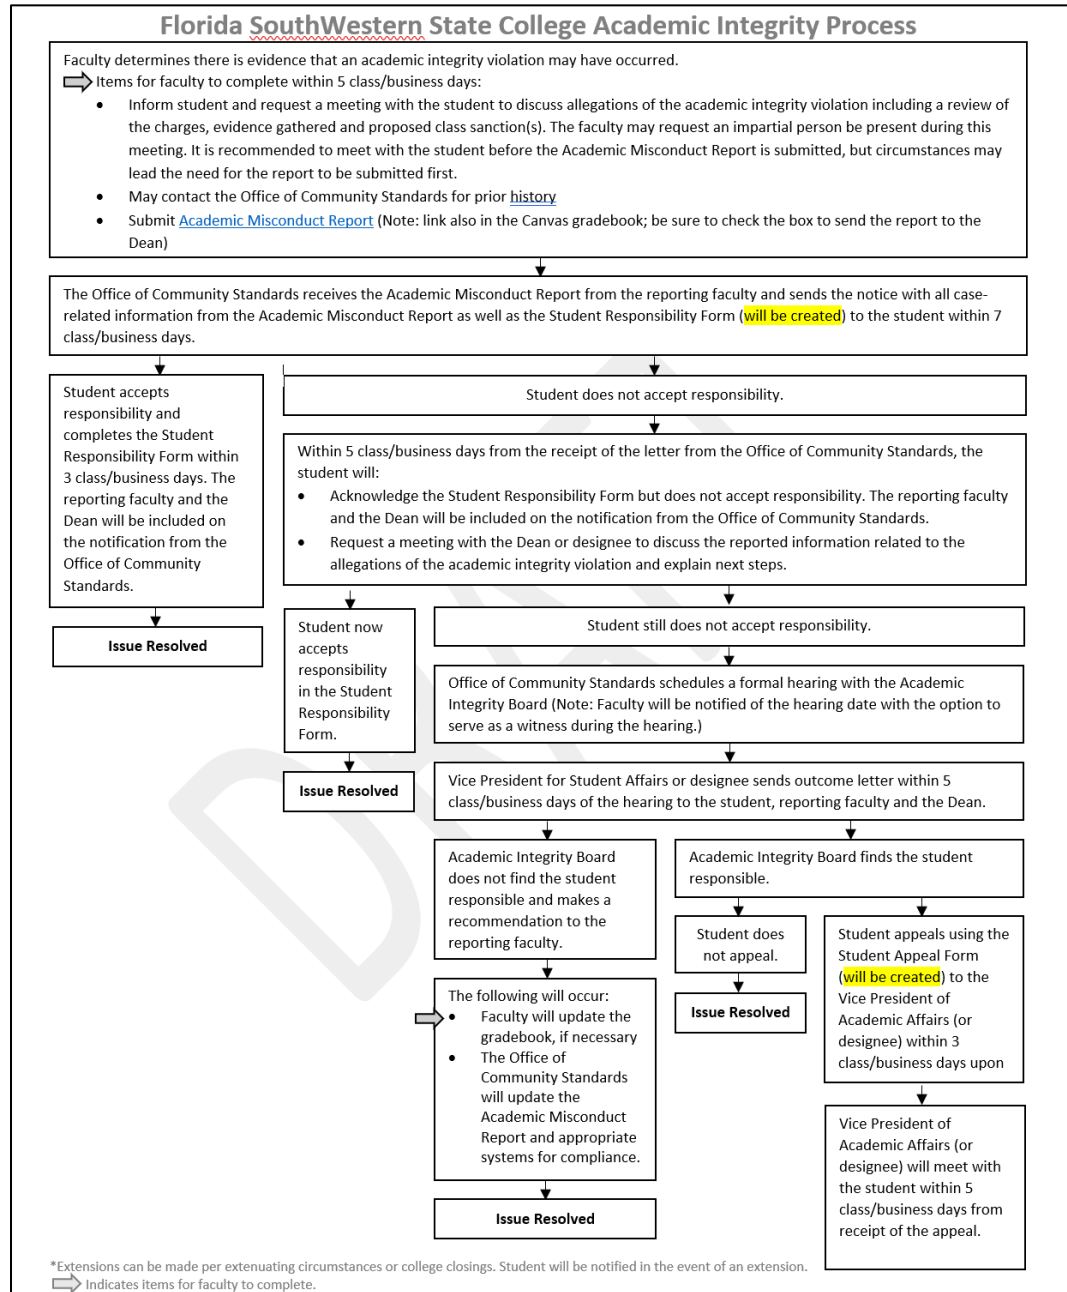 Florida SouthWestern State College Academic Integrity Process
Faculty determines there is evidence that an academic integrity violation may have occurred.
Items for faculty to complete within 5 class/business days:
• Inform student and request a meeting with the student to discuss allegations of the academic integrity violation including a review of
the charges, evidence gathered and proposed class sanction(s). The faculty may request an impartial person be present during this
meeting. It is recommended to meet with the student before the Academic Misconduct Report is submitted, but circumstances may
lead the need for the report to be submitted first.
• May contact the Office of Community Standards for prior history
• Submit Academic Misconduct Report (Note: link also in the Canvas gradebook; be sure to check the box to send the report to the
Dean)
The Office of Community Standards receives the Academic Misconduct Report from the reporting faculty and sends the notice with all case-
related information from the Academic Misconduct Report as well as the Student Responsibility Form (will be created) to the student within 7
class/business days.
Student accepts
responsibility and
completes the Student
Responsibility Form within
3 class/business days. The
reporting faculty and the
Dean will be included on
the notification from the
Office of Community
Standards.
Issue Resolved
Student does not accept responsibility.
Within 5 class/business days from the receipt of the letter from the Office of Community Standards, the
student will:
• Acknowledge the Student Responsibility Form but does not accept responsibility. The reporting faculty
and the Dean will be included on the notification from the Office of Community Standards.
• Request a meeting with the Dean or designee to discuss the reported information related to the
allegations of the academic integrity violation and explain next steps.
Student now
accepts
responsibility
in the Student
Responsibility
Form.
Issue Resolved
Student still does not accept responsibility.
Office of Community Standards schedules a formal hearing with the Academic
Integrity Board (Note: Faculty will be notified of the hearing date with the option to
serve as a witness during the hearing.)
Vice President for Student Affairs or designee sends outcome letter within 5
class/business days of the hearing to the student, reporting faculty and the Dean.
Academic Integrity Board
does not find the student
responsible and makes a
recommendation to the
reporting faculty.
The following will occur:
• Faculty will update the
gradebook, if necessary
• The Office of
Community Standards
will update the
Academic Misconduct
Report and appropriate
systems for compliance.
Issue Resolved
Academic Integrity Board finds the student
responsible.
Student does
not appeal.
Issue Resolved
Student appeals using the
Student Appeal Form
(will be created) to the
Vice President of
Academic Affairs (or
designee) within 3
class/business days upon
Vice President of
Academic Affairs (or
designee) will meet with
the student within 5
class/business days from
receipt of the appeal.
*Extensions can be made per extenuating circumstances or college closings. Student will be notified in the event of an extension.
Indicates items for faculty to complete.
DRAFT